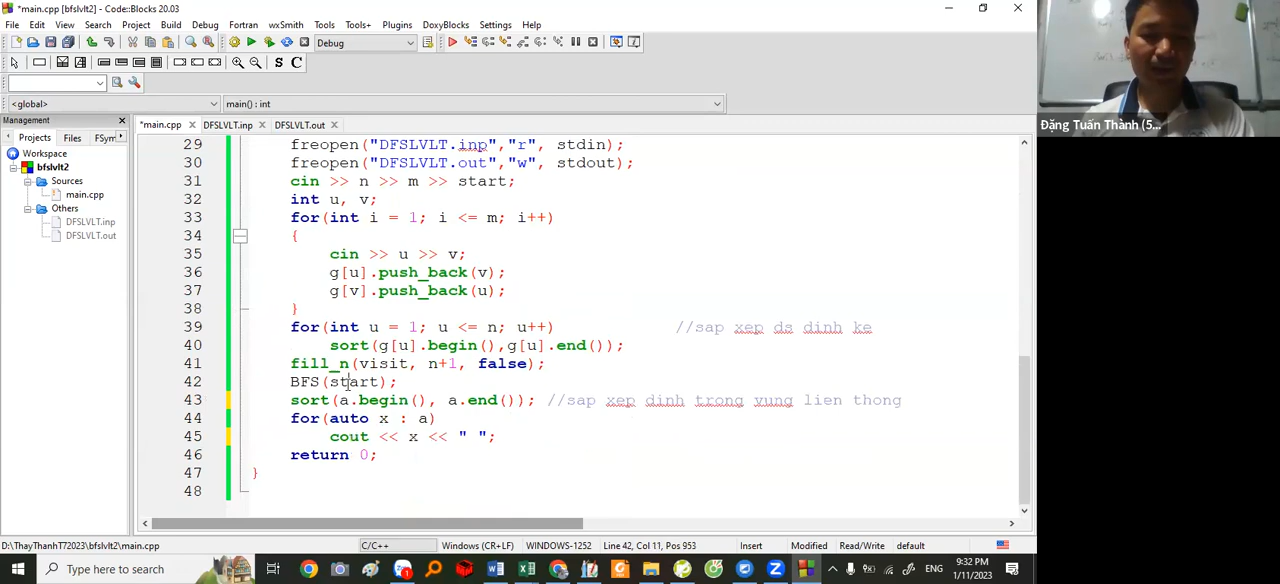 *main.cpp [bfslvlt2] - Code::Blocks 20.03
File Edit View Search Project Build Debug Fortran wxSmith Tools Tools+ Plugins DoxyBlocks Settings Help
Debug
S C
<global> main() : int
Management
Projects Files FSym
*main.cpp DFSLVLT.inp DFSLVLT.out
Workspace
bfslvlt2
Sources
main.cpp
Others
DFSLVLT.inp
DFSLVLT.out
29 freopen("DFSLVLT.inp","r", stdin);
30 freopen("DFSLVLT.out","w", stdout);
31 cin >> n >> m >> start;
32 int u, v;
33 for(int i = 1; i <= m; i++)
34 {
35 cin >> u >> v;
36 g[u].push_back(v);
37 g[v].push_back(u);
38 }
39 for(int u = 1; u <= n; u++) //sap xep ds dinh ke
40 sort(g[u].begin(),g[u].end());
41 fill_n(visit, n+1, false);
42 BFS(start);
43 sort(a.begin(), a.end()); //sap xep dinh trong vung lien thong
44 for(auto x : a)
45 cout << x << " ";
46 return 0;
47 }
48
D:\ThayThanhT72023\bfslvlt2\main.cpp C/C++ Windows (CR+LF) WINDOWS-1252 Line 42, Col 11, Pos 953 Insert Modified Read/Write default
Type here to search
ENG
9:32 PM
1/11/2023
Đặng Tuấn Thành (5...